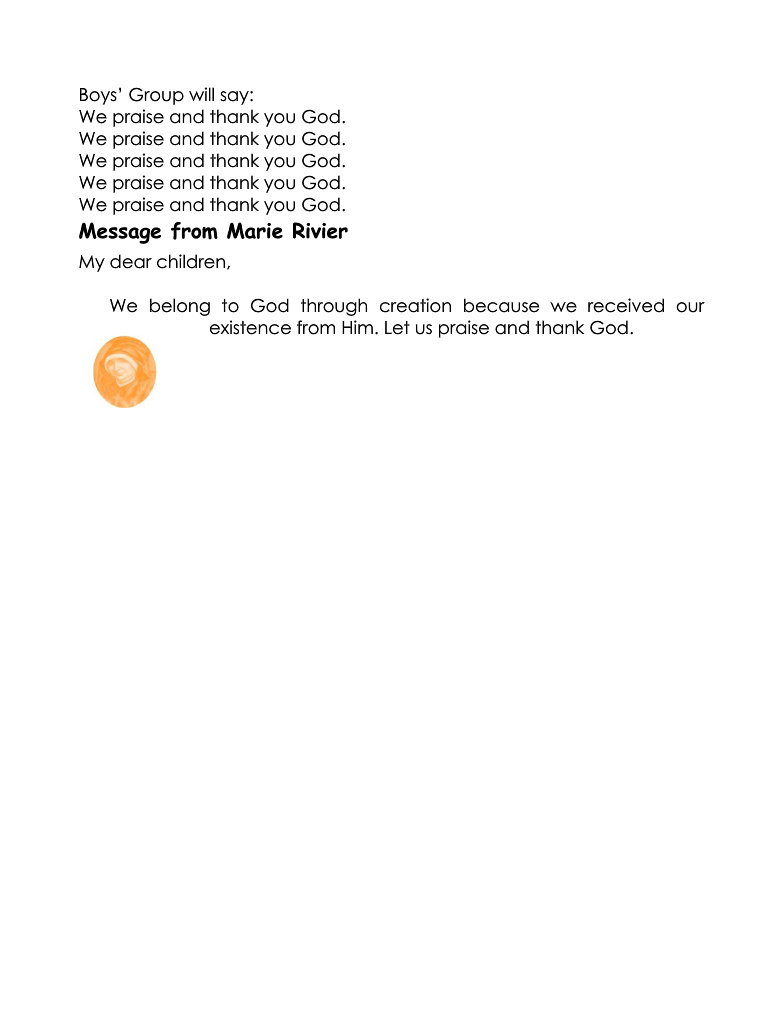 Boys’ Group will say:
We praise and thank you God.
We praise and thank you God.
We praise and thank you God.
We praise and thank you God.
We praise and thank you God.
Message from Marie Rivier
My dear children,
We belong to God through creation because we received our
existence from Him. Let us praise and thank God.